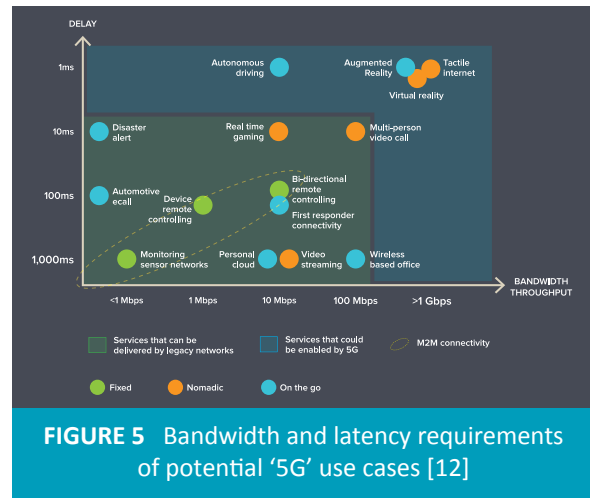 DELAY
1ms
10ms
100ms
1,000ms
Autonomous
driving
Augmented
Reality
Tactile
internet
Virtual reality
Disaster
alert
Real time
gaming
Multi-person
video call
Automotive
ecall
Device
remote
controlling
Bi-directional
remote
controlling
First responder
connectivity
Monitoring
sensor networks
Personal
cloud
Video
streaming
Wireless
based office
BANDWIDTH
THROUGHPUT
<1 Mbps
1 Mbps
10 Mbps
100 Mbps
>1 Gbps
Services that can be
delivered by legacy networks
Services that could
be enabled by 5G
M2M connectivity
Fixed
Nomadic
On the go
FIGURE 5 Bandwidth and latency requirements
of potential ‘5G’ use cases [12]